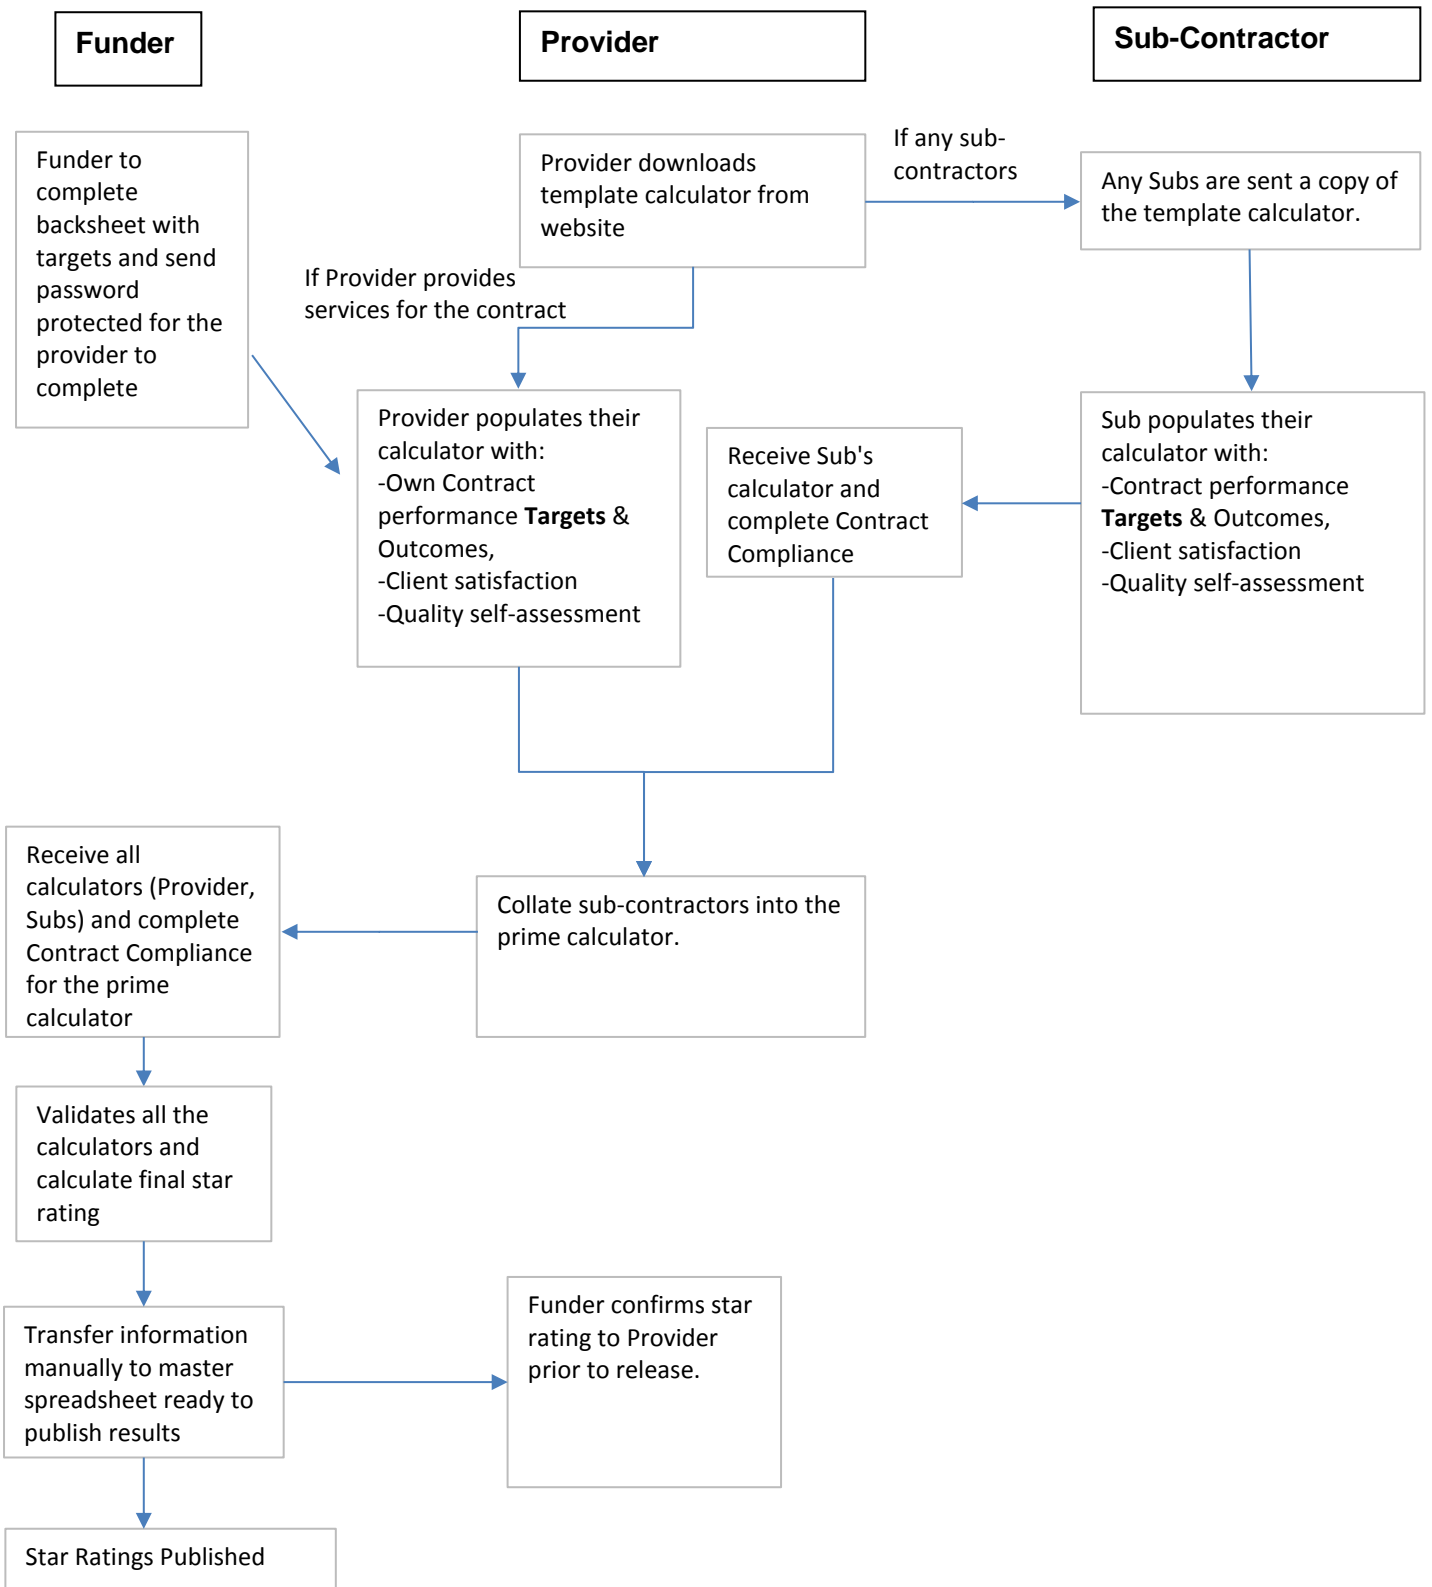 Funder
Provider
Sub-Contractor
Funder to
complete
backsheet with
targets and send
password
protected for the
provider to
complete
Provider downloads
template calculator from
website
If any sub-
contractors
Any Subs are sent a copy of
the template calculator.
If Provider provides
services for the contract
Provider populates their
calculator with:
-Own Contract
performance Targets &
Outcomes,
-Client satisfaction
-Quality self-assessment
Receive Sub's
calculator and
complete Contract
Compliance
Sub populates their
calculator with:
-Contract performance
Targets & Outcomes,
-Client satisfaction
-Quality self-assessment
Receive all
calculators (Provider,
Subs) and complete
Contract Compliance
for the prime
calculator
Collate sub-contractors into the
prime calculator.
Validates all the
calculators and
calculate final star
rating
Transfer information
manually to master
spreadsheet ready to
publish results
Funder confirms star
rating to Provider
prior to release.
Star Ratings Published